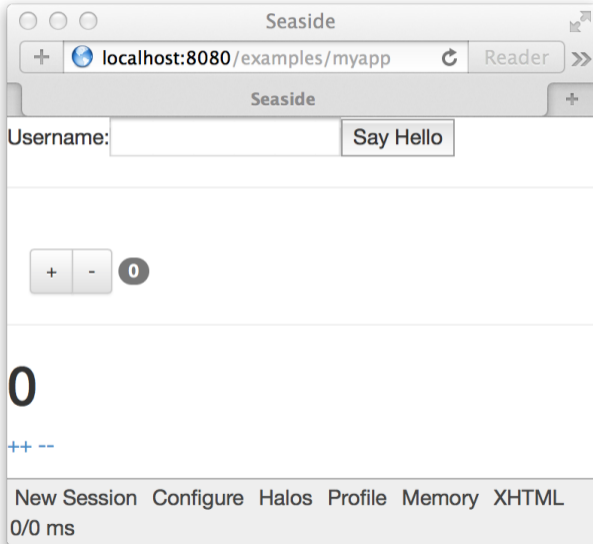 Seaside
localhost:8080/examples/myapp Reader
Seaside
Username: Say Hello
+ - 0
0
++ --
New Session Configure Halos Profile Memory XHTML
0/0 ms